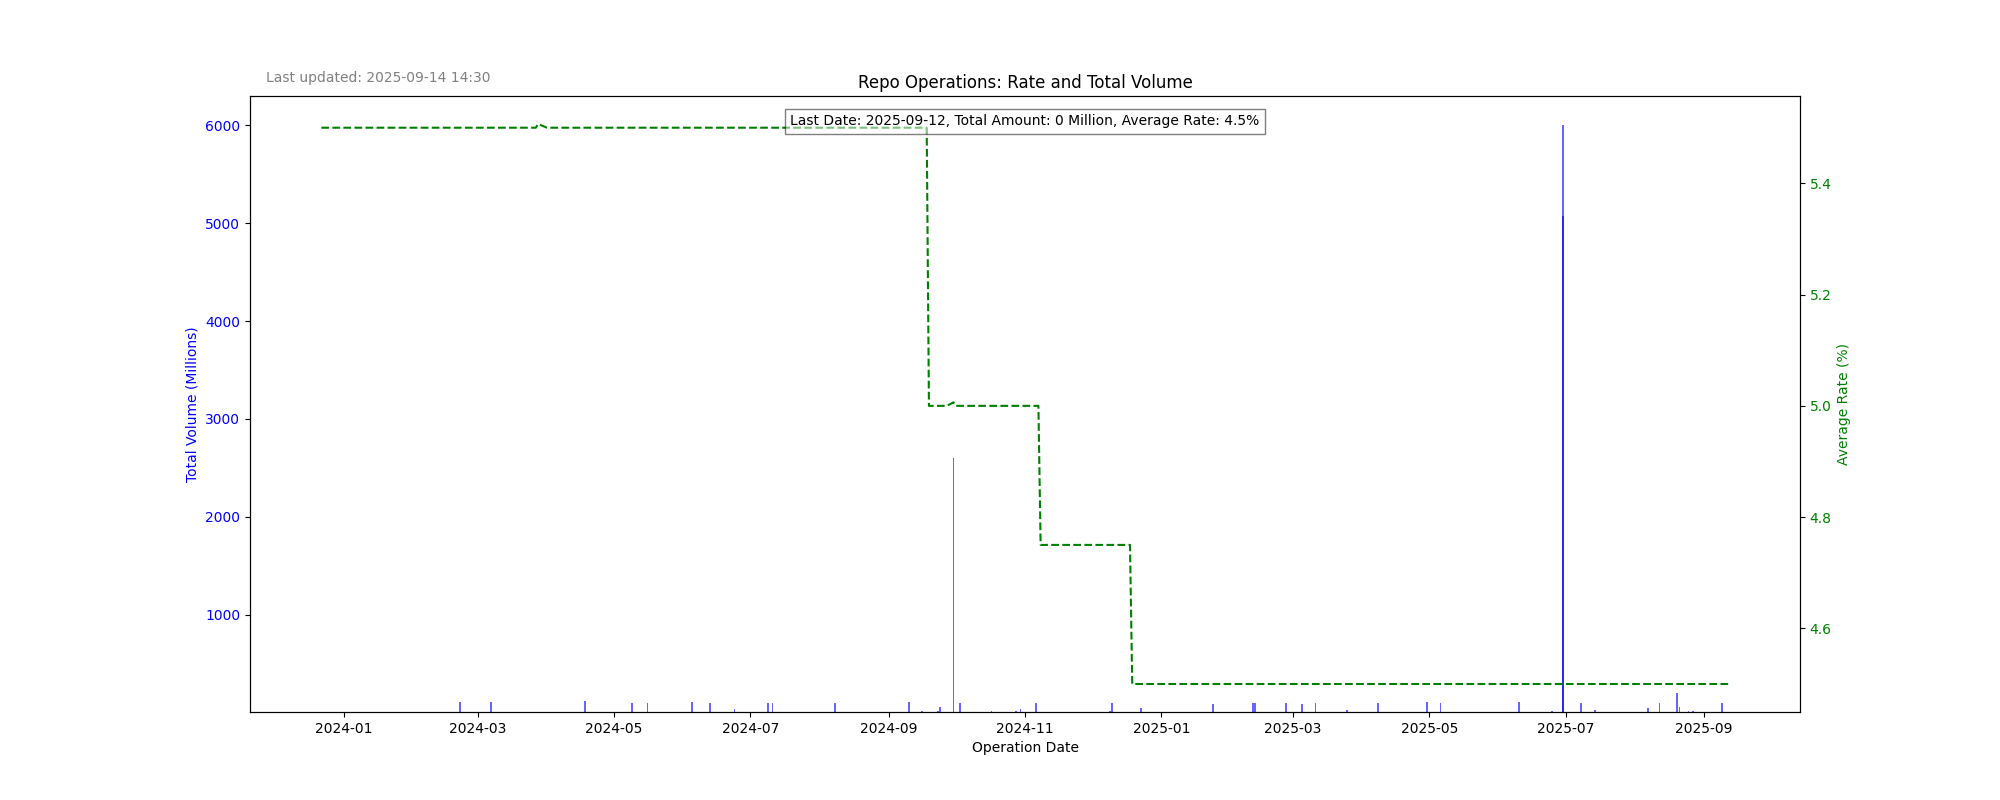 Last updated: 2025-09-14 14:30
Repo Operations: Rate and Total Volume
Last Date: 2025-09-12, Total Amount: 0 Million, Average Rate: 4.5%
6000
5000
4000
3000
2000
1000
Total Volume (Millions)
5.4
5.2
5.0
4.8
4.6
Average Rate (%)
2024-01 2024-03 2024-05 2024-07 2024-09 2024-11 2025-01 2025-03 2025-05 2025-07 2025-09
Operation Date